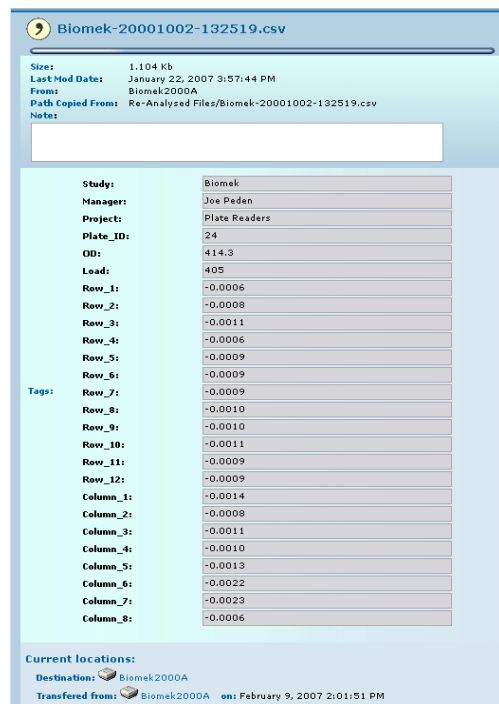 Biomek-20001002-132519.csv
Size: 1.104 Kb
Last Mod Date: January 22, 2007 3:57:44 PM
From: Biomek2000A
Path Copied From: Re-Analysed Files/Biomek-20001002-132519.csv
Note:
Study: Biomek
Manager: Joe Peden
Project: Plate Readers
Plate_ID: 24
OD: 414.3
Load: 405
Row_1: -0.0006
Row_2: -0.0008
Row_3: -0.0011
Row_4: -0.0006
Row_5: -0.0009
Row_6: -0.0009
Tags: Row_7: -0.0009
Row_8: -0.0010
Row_9: -0.0010
Row_10: -0.0011
Row_11: -0.0009
Row_12: -0.0009
Column_1: -0.0014
Column_2: -0.0008
Column_3: -0.0011
Column_4: -0.0010
Column_5: -0.0013
Column_6: -0.0022
Column_7: -0.0023
Column_8: -0.0006
Current locations:
Destination: Biomek2000A
Transfered from: Biomek2000A on: February 9, 2007 2:01:51 PM